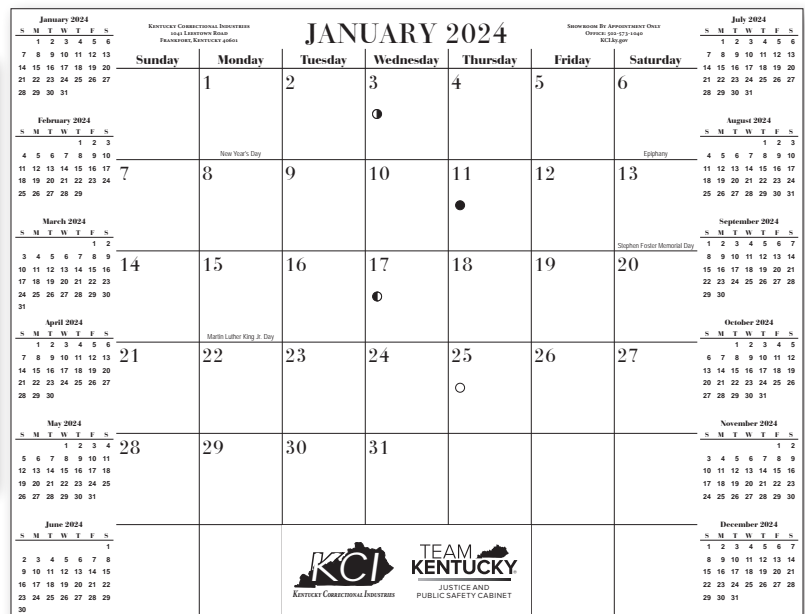 January 2024
S M T W T F S
1 2 3 4 5 6
7 8 9 10 11 12 13
14 15 16 17 18 19 20
21 22 23 24 25 26 27
28 29 30 31
February 2024
S M T W T F S
1 2 3
4 5 6 7 8 9 10
11 12 13 14 15 16 17
18 19 20 21 22 23 24
25 26 27 28 29
March 2024
S M T W T F S
1 2
3 4 5 6 7 8 9
10 11 12 13 14 15 16
17 18 19 20 21 22 23
24 25 26 27 28 29 30
31
April 2024
S M T W T F S
1 2 3 4 5 6
7 8 9 10 11 12 13
14 15 16 17 18 19 20
21 22 23 24 25 26 27
28 29 30
May 2024
S M T W T F S
1 2 3 4
5 6 7 8 9 10 11
12 13 14 15 16 17 18
19 20 21 22 23 24 25
26 27 28 29 30 31
June 2024
S M T W T F S
1
2 3 4 5 6 7 8
9 10 11 12 13 14 15
16 17 18 19 20 21 22
23 24 25 26 27 28 29
30
Kentucky Correctional Industries
1041 Leestown Road
Frankfort, Kentucky 40601
JANUARY 2024
Showroom By Appointment Only
Office: 502-573-1040
KCI.ky.gov
Sunday Monday Tuesday Wednesday Thursday Friday Saturday
1 2 3 4 5 6
New Year's Day Epiphany
7 8 9 10 11 12 13
Stephen Foster Memorial Day
14 15 16 17 18 19 20
Martin Luther King Jr. Day
21 22 23 24 25 26 27
28 29 30 31
KCI
Kentucky Correctional Industries
TEAM
KENTUCKY
JUSTICE AND
PUBLIC SAFETY CABINET
July 2024
S M T W T F S
1 2 3 4 5 6
7 8 9 10 11 12 13
14 15 16 17 18 19 20
21 22 23 24 25 26 27
28 29 30 31
August 2024
S M T W T F S
1 2 3
4 5 6 7 8 9 10
11 12 13 14 15 16 17
18 19 20 21 22 23 24
25 26 27 28 29 30 31
September 2024
S M T W T F S
1 2 3 4 5 6 7
8 9 10 11 12 13 14
15 16 17 18 19 20 21
22 23 24 25 26 27 28
29 30
October 2024
S M T W T F S
1 2 3 4 5
6 7 8 9 10 11 12
13 14 15 16 17 18 19
20 21 22 23 24 25 26
27 28 29 30 31
November 2024
S M T W T F S
1 2
3 4 5 6 7 8 9
10 11 12 13 14 15 16
17 18 19 20 21 22 23
24 25 26 27 28 29 30
December 2024
S M T W T F S
1 2 3 4 5 6 7
8 9 10 11 12 13 14
15 16 17 18 19 20 21
22 23 24 25 26 27 28
29 30 31